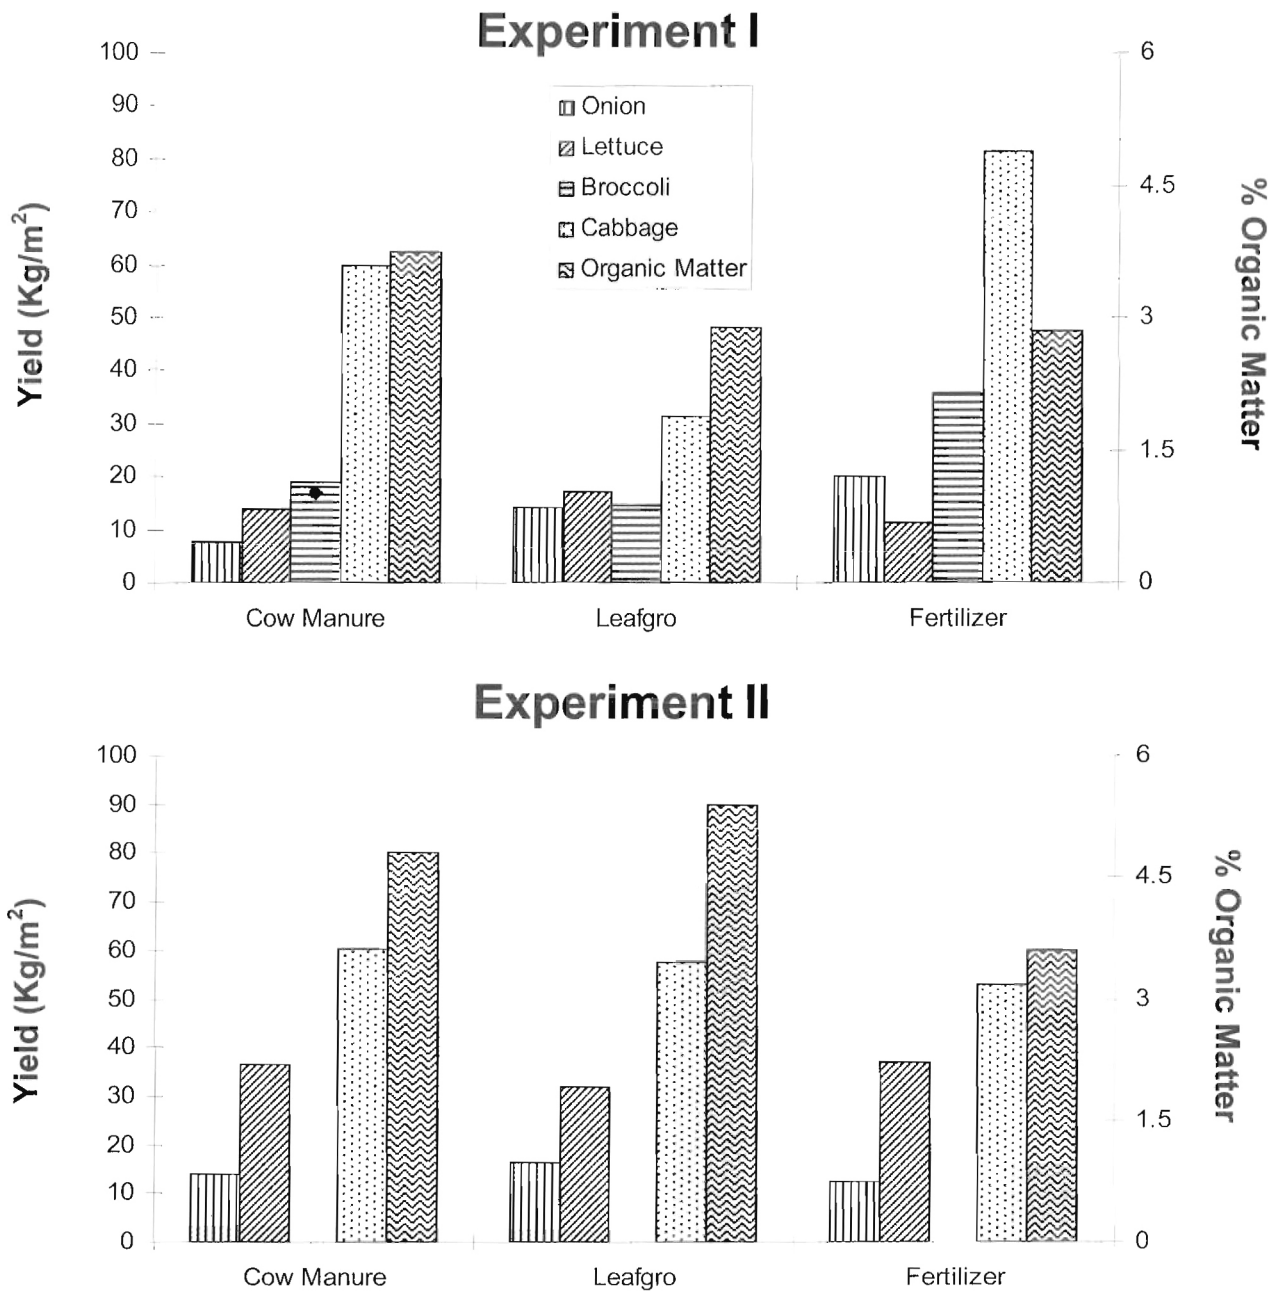 Experiment I
100
90
80
70
60
50
40
30
20
10
0
Yield (Kg/m²)
Onion
Lettuce
Broccoli
Cabbage
Organic Matter
6
4.5
3
1.5
0
% Organic Matter
Cow Manure Leafgro Fertilizer
Experiment II
100
90
80
70
60
50
40
30
20
10
0
Yield (Kg/m²)
6
4.5
3
1.5
0
% Organic Matter
Cow Manure Leafgro Fertilizer